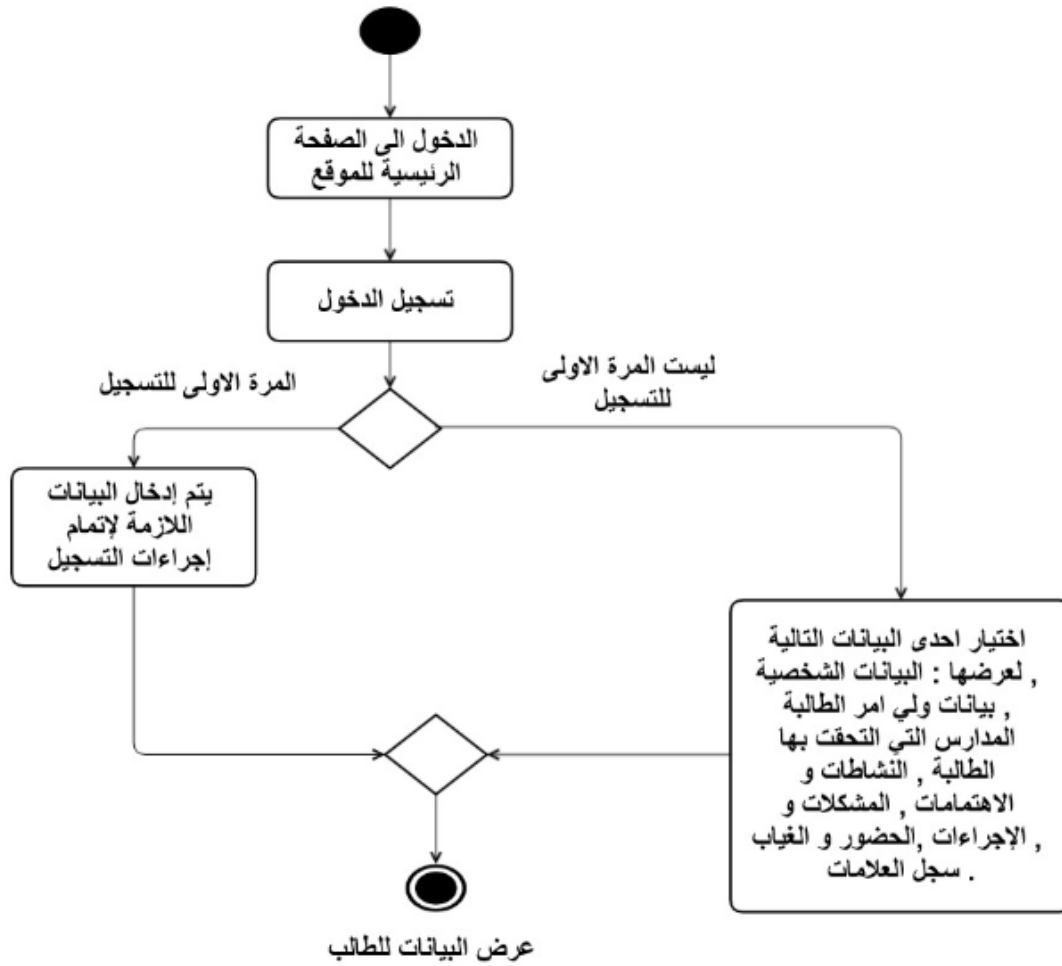 الدخول الى الصفحة
الرئيسية للموقع
تسجيل الدخول
ليست المرة الاولى
للتسجيل
المرة الاولى للتسجيل
يتم إدخال البيانات
اللازمة لإتمام
إجراءات التسجيل
اختيار احدى البيانات التالية
لعرضها : البيانات الشخصية ,
بيانات ولي امر الطالبة ,
المدارس التي التحقت بها
الطالبة , النشاطات و
الاهتمامات , المشكلات و
الإجراءات ,الحضور و الغياب ,
سجل العلامات .
عرض البيانات للطالب